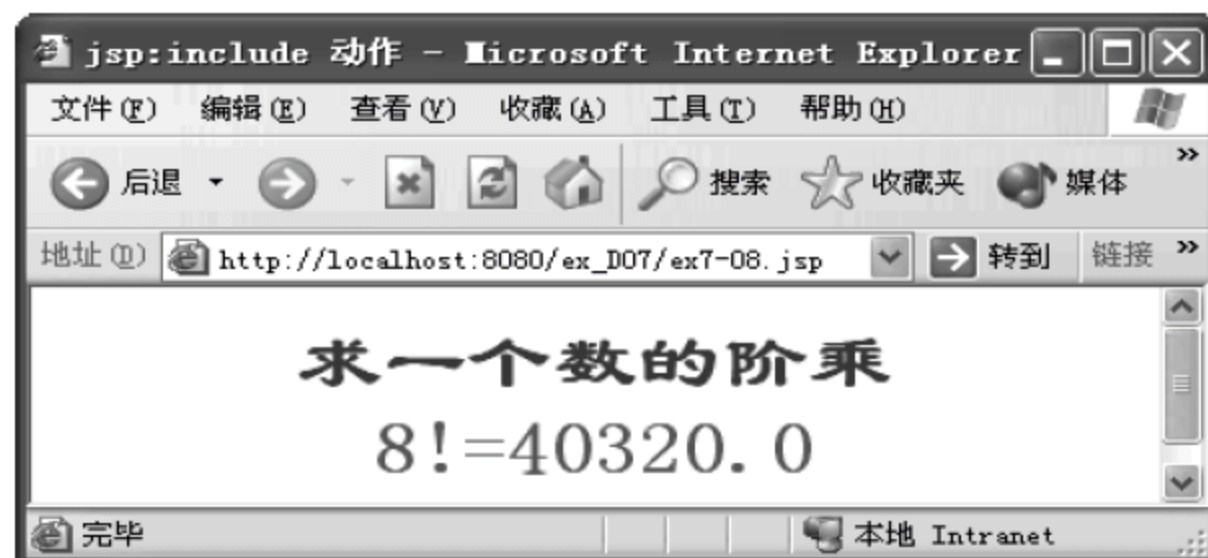 jsp:include 动作 - Microsoft Internet Explorer
文件(F) 编辑(E) 查看(V) 收藏(A) 工具(T) 帮助(H)
后退 搜索 收藏夹 媒体 »
地址(D) http://localhost:8080/ex_D07/ex7-08.jsp 转到 链接 »
求一个数的阶乘
8!=40320.0
完毕 本地 Intranet